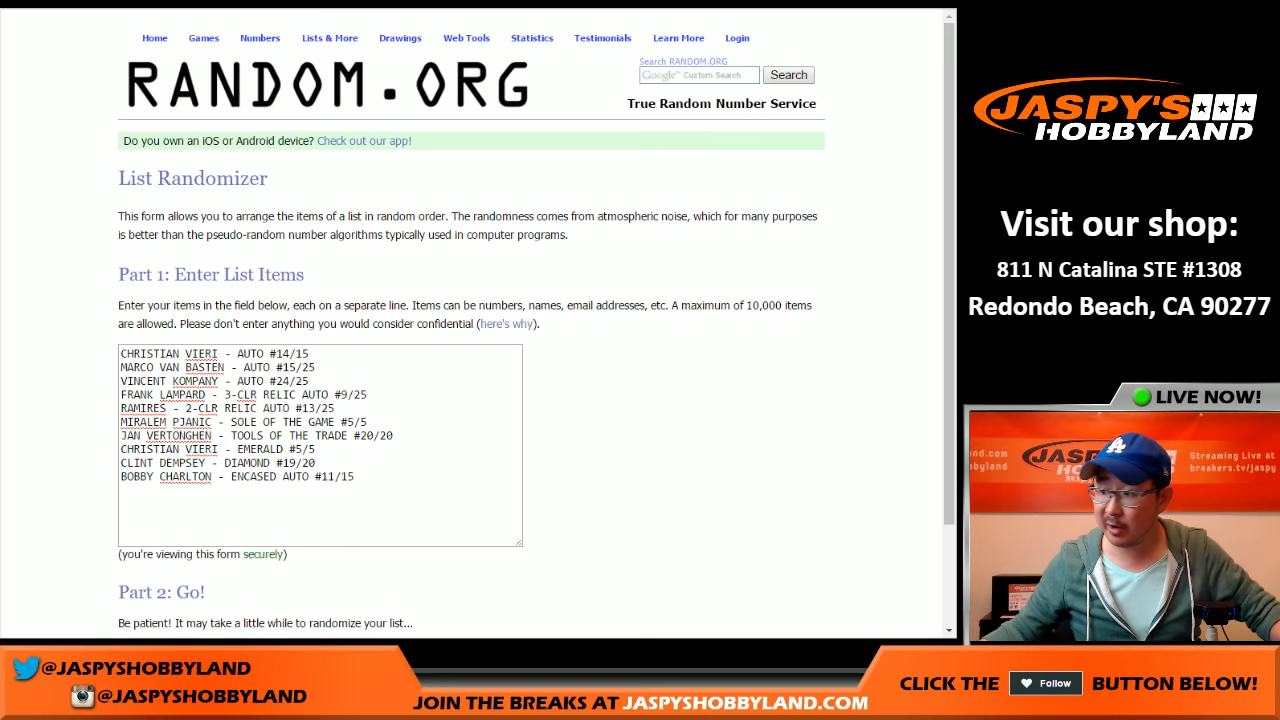 Home Games Numbers Lists & More Drawings Web Tools Statistics Testimonials Learn More Login
RANDOM.ORG
Search RANDOM.ORG
Google™ Custom Search Search
True Random Number Service
Do you own an iOS or Android device? Check out our app!
List Randomizer
This form allows you to arrange the items of a list in random order. The randomness comes from atmospheric noise, which for many purposes
is better than the pseudo-random number algorithms typically used in computer programs.
Part 1: Enter List Items
Enter your items in the field below, each on a separate line. Items can be numbers, names, email addresses, etc. A maximum of 10,000 items
are allowed. Please don't enter anything you would consider confidential (here's why).
CHRISTIAN VIERI - AUTO #14/15
MARCO VAN BASTEN - AUTO #15/25
VINCENT KOMPANY - AUTO #24/25
FRANK LAMPARD - 3-CLR RELIC AUTO #9/25
RAMIRES - 2-CLR RELIC AUTO #13/25
MIRALEM PJANIC - SOLE OF THE GAME #5/5
JAN VERTONGHEN - TOOLS OF THE TRADE #20/20
CHRISTIAN VIERI - EMERALD #5/5
CLINT DEMPSEY - DIAMOND #19/20
BOBBY CHARLTON - ENCASED AUTO #11/15
(you're viewing this form securely)
Part 2: Go!
Be patient! It may take a little while to randomize your list...
JASPY'S
HOBBYLAND
Visit our shop:
811 N Catalina STE #1308
Redondo Beach, CA 90277
LIVE NOW!
nd.com
byland
JASPY
Streaming Live at
breakers.tv/jaspy
LA
@JASPYSHOBBYLAND
@JASPYSHOBBYLAND
JOIN THE BREAKS AT JASPYSHOBBYLAND.COM
CLICK THE Follow BUTTON BELOW!